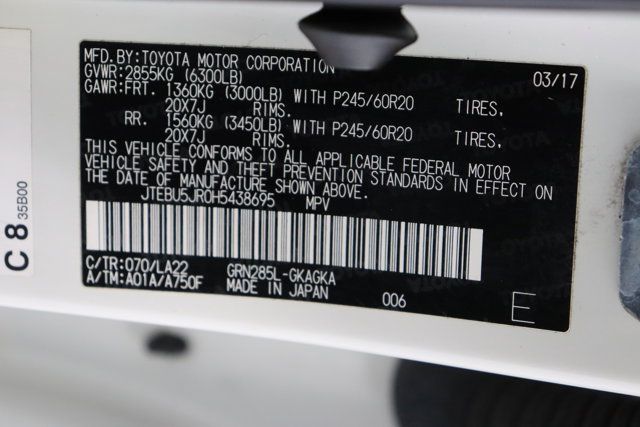 MFD.BY:TOYOTA MOTOR CORPORATION 03/17
GVWR:2855KG (6300LB)
GAWR:FRT. 1360KG (3000LB) WITH P245/60R20 TIRES,
20X7J RIMS.
RR. 1560KG (3450LB) WITH P245/60R20 TIRES,
20X7J RIMS.
THIS VEHICLE CONFORMS TO ALL APPLICABLE FEDERAL MOTOR
VEHICLE SAFETY AND THEFT PREVENTION STANDARDS IN EFFECT ON
THE DATE OF MANUFACTURE SHOWN ABOVE.
JTEBU5JR0H5438695 MPV
C/TR:070/LA22 GRN285L-GKAGKA
A/TM:A01A/A750F MADE IN JAPAN 006 E
C 8 35B00